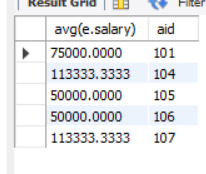 Result Grid Filter
avg(e.salary) aid
75000.0000 101
113333.3333 104
50000.0000 105
50000.0000 106
113333.3333 107